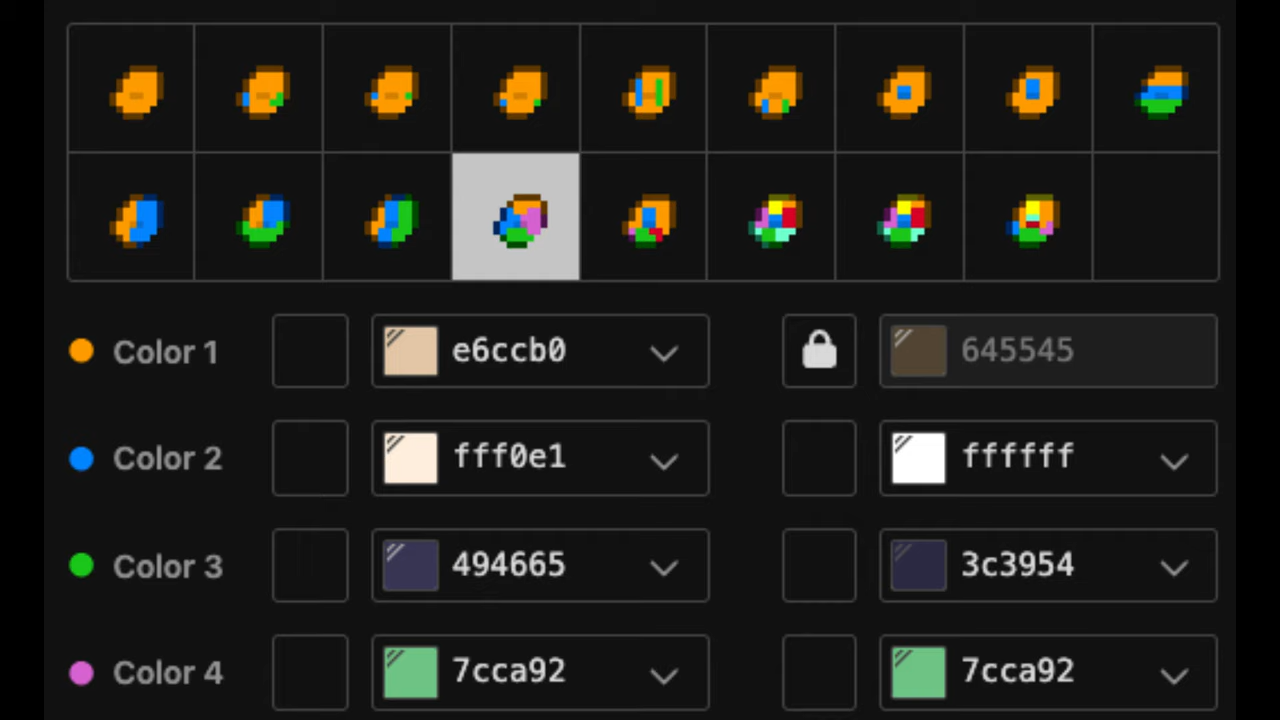 Color 1 e6ccb0 645545
Color 2 fff0e1 ffffff
Color 3 494665 3c3954
Color 4 7cca92 7cca92